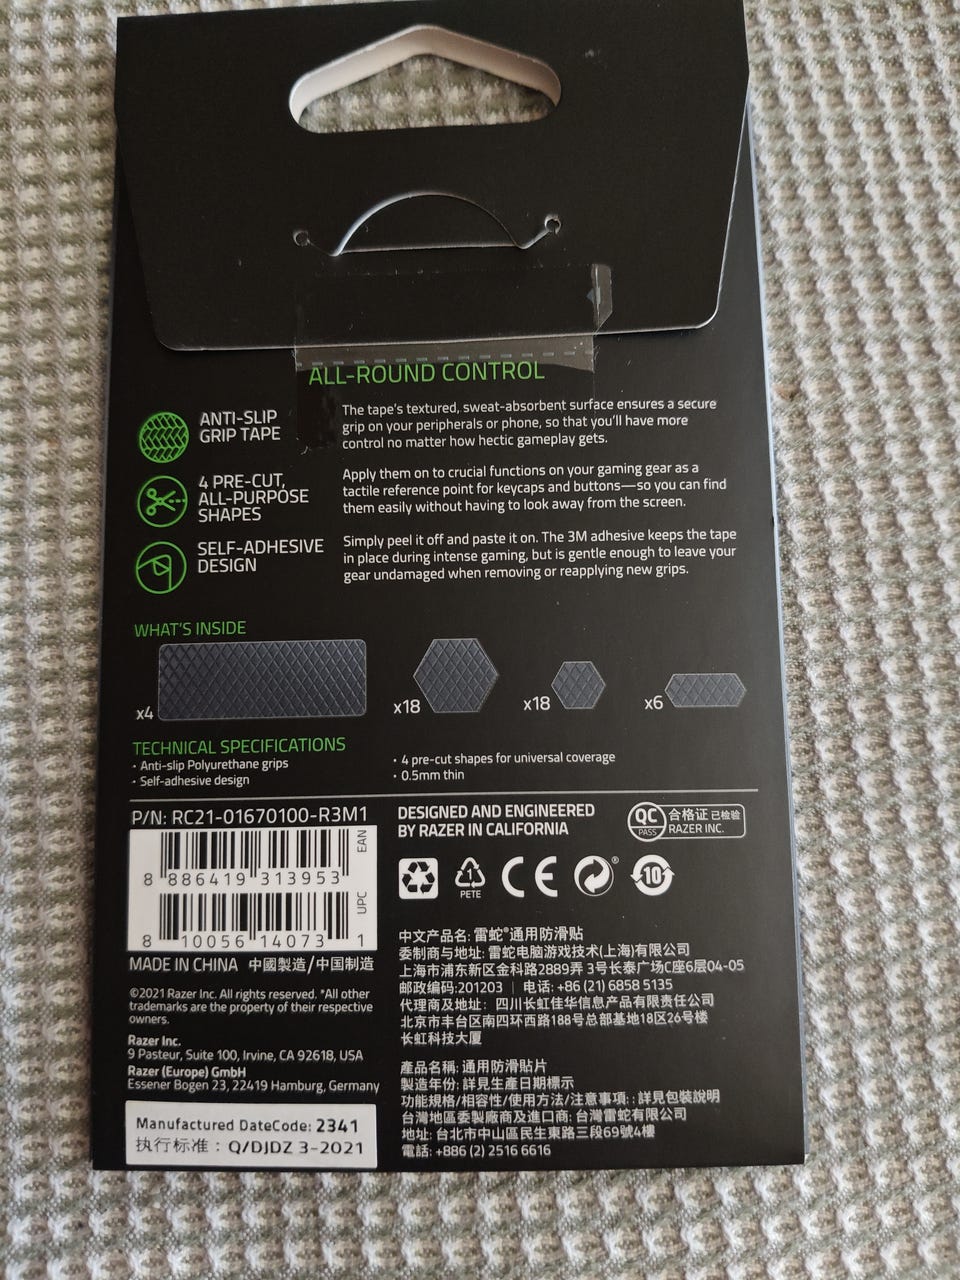 ALL-ROUND CONTROL
ANTI-SLIP
GRIP TAPE
The tape's textured, sweat-absorbent surface ensures a secure
grip on your peripherals or phone, so that you'll have more
control no matter how hectic gameplay gets.
4 PRE-CUT,
ALL-PURPOSE
SHAPES
Apply them on to crucial functions on your gaming gear as a
tactile reference point for keycaps and buttons—so you can find
them easily without having to look away from the screen.
SELF-ADHESIVE
DESIGN
Simply peel it off and paste it on. The 3M adhesive keeps the tape
in place during intense gaming, but is gentle enough to leave your
gear undamaged when removing or reapplying new grips.
WHAT'S INSIDE
x4
x18
x18
x6
TECHNICAL SPECIFICATIONS
• Anti-slip Polyurethane grips
• Self-adhesive design
• 4 pre-cut shapes for universal coverage
• 0.5mm thin
P/N: RC21-01670100-R3M1
EAN
8 886419 313953
UPC
8 10056 14073 1
MADE IN CHINA 中國製造/中国制造
©2021 Razer Inc. All rights reserved. *All other
trademarks are the property of their respective
owners.
Razer Inc.
9 Pasteur, Suite 100, Irvine, CA 92618, USA
Razer (Europe) GmbH
Essener Bogen 23, 22419 Hamburg, Germany
Manufactured DateCode: 2341
执行标准：Q/DJDZ 3-2021
DESIGNED AND ENGINEERED
BY RAZER IN CALIFORNIA
QC
PASS
合格证 已检验
RAZER INC.
1
PETE
CE
®
10
中文产品名: 雷蛇®通用防滑贴
委制商与地址: 雷蛇电脑游戏技术(上海)有限公司
上海市浦东新区金科路2889弄 3号长泰广场C座6层04-05
邮政编码:201203 | 电话: +86 (21) 6858 5135
代理商及地址: 四川长虹佳华信息产品有限责任公司
北京市丰台区南四环西路188号总部基地18区26号楼
长虹科技大厦
產品名稱: 通用防滑貼片
製造年份: 詳見生產日期標示
功能規格/相容性/使用方法/注意事項: : 詳見包裝說明
台灣地區委製廠商及進口商: 台灣雷蛇有限公司
地址: 台北市中山區民生東路三段69號4樓
電話: +886 (2) 2516 6616